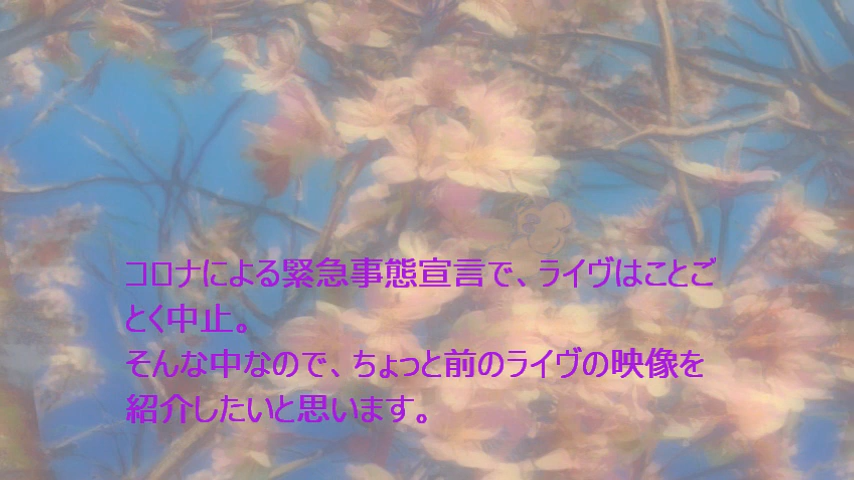 コロナによる緊急事態宣言で、ライヴはことご
とく中止。
そんな中なので、ちょっと前のライヴの映像を
紹介したいと思います。